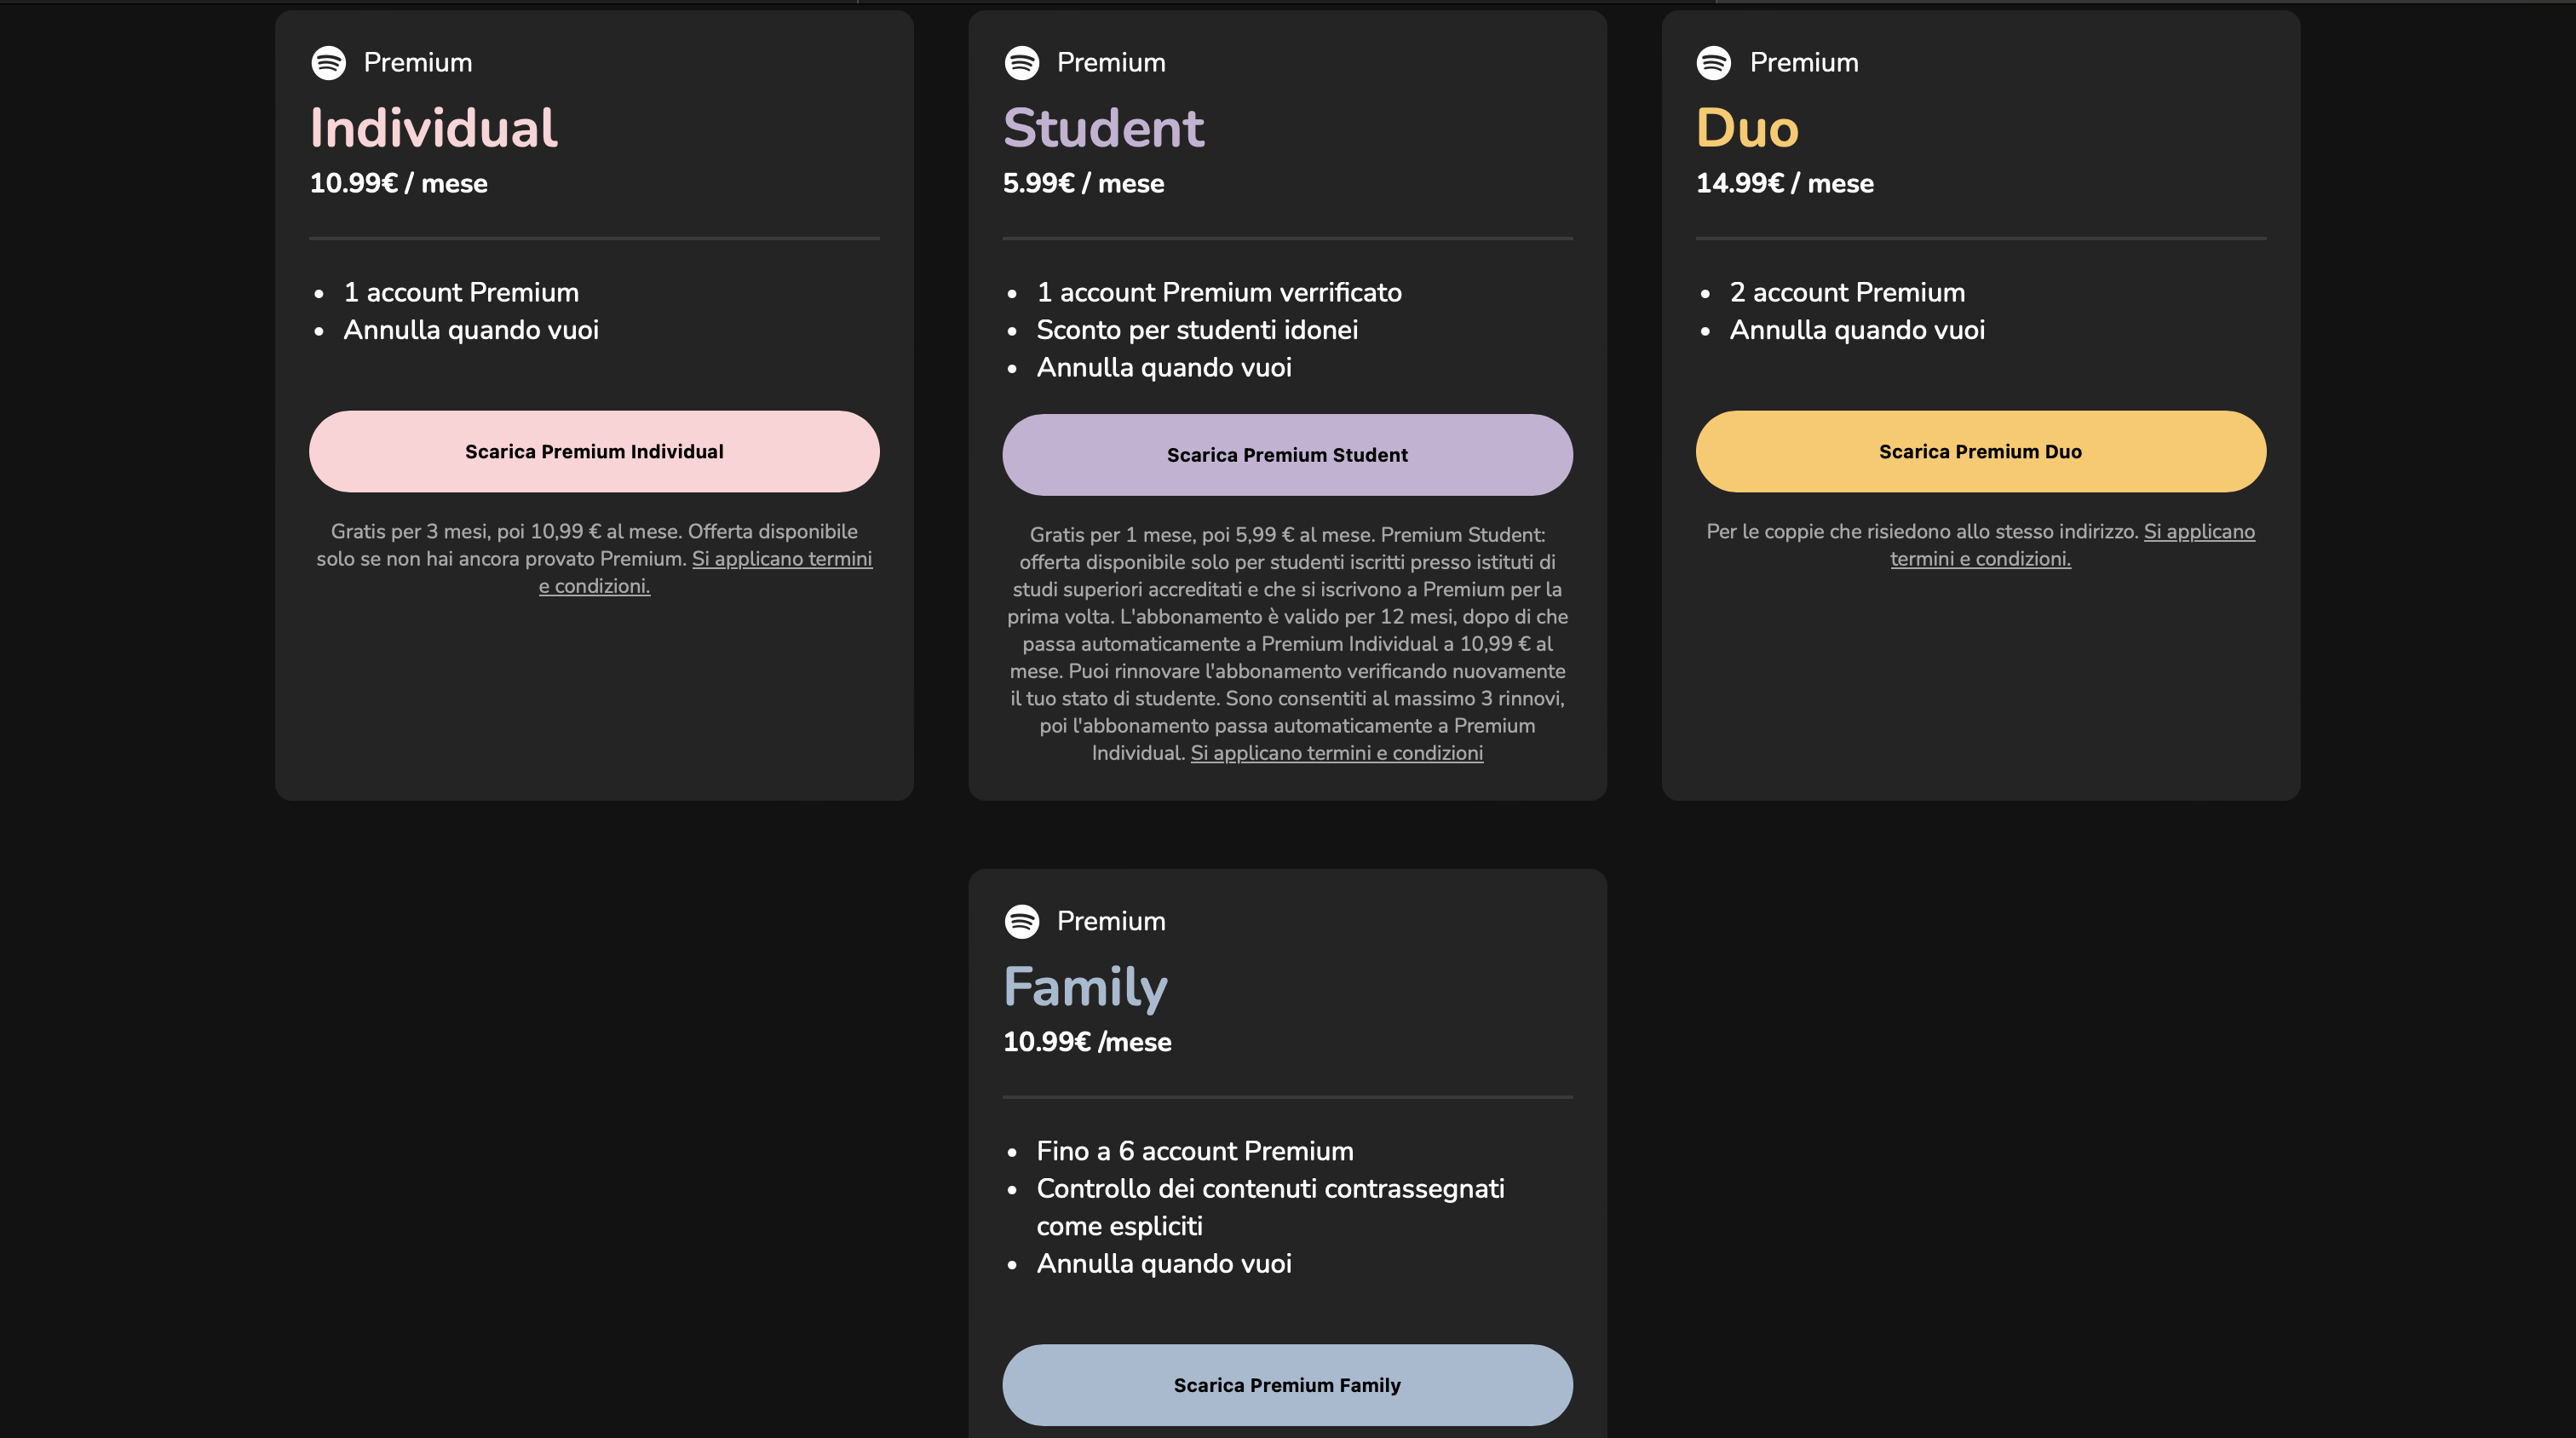 Premium
Individual
10.99€ / mese
1 account Premium
Annulla quando vuoi
Scarica Premium Individual
Gratis per 3 mesi, poi 10,99 € al mese. Offerta disponibile
solo se non hai ancora provato Premium. Si applicano termini
e condizioni.
Premium
Student
5.99€ / mese
1 account Premium verrificato
Sconto per studenti idonei
Annulla quando vuoi
Scarica Premium Student
Gratis per 1 mese, poi 5,99 € al mese. Premium Student:
offerta disponibile solo per studenti iscritti presso istituti di
studi superiori accreditati e che si iscrivono a Premium per la
prima volta. L'abbonamento è valido per 12 mesi, dopo di che
passa automaticamente a Premium Individual a 10,99 € al
mese. Puoi rinnovare l'abbonamento verificando nuovamente
il tuo stato di studente. Sono consentiti al massimo 3 rinnovi,
poi l'abbonamento passa automaticamente a Premium
Individual. Si applicano termini e condizioni
Premium
Duo
14.99€ / mese
2 account Premium
Annulla quando vuoi
Scarica Premium Duo
Per le coppie che risiedono allo stesso indirizzo. Si applicano
termini e condizioni.
Premium
Family
10.99€ /mese
Fino a 6 account Premium
Controllo dei contenuti contrassegnati
come espliciti
Annulla quando vuoi
Scarica Premium Family